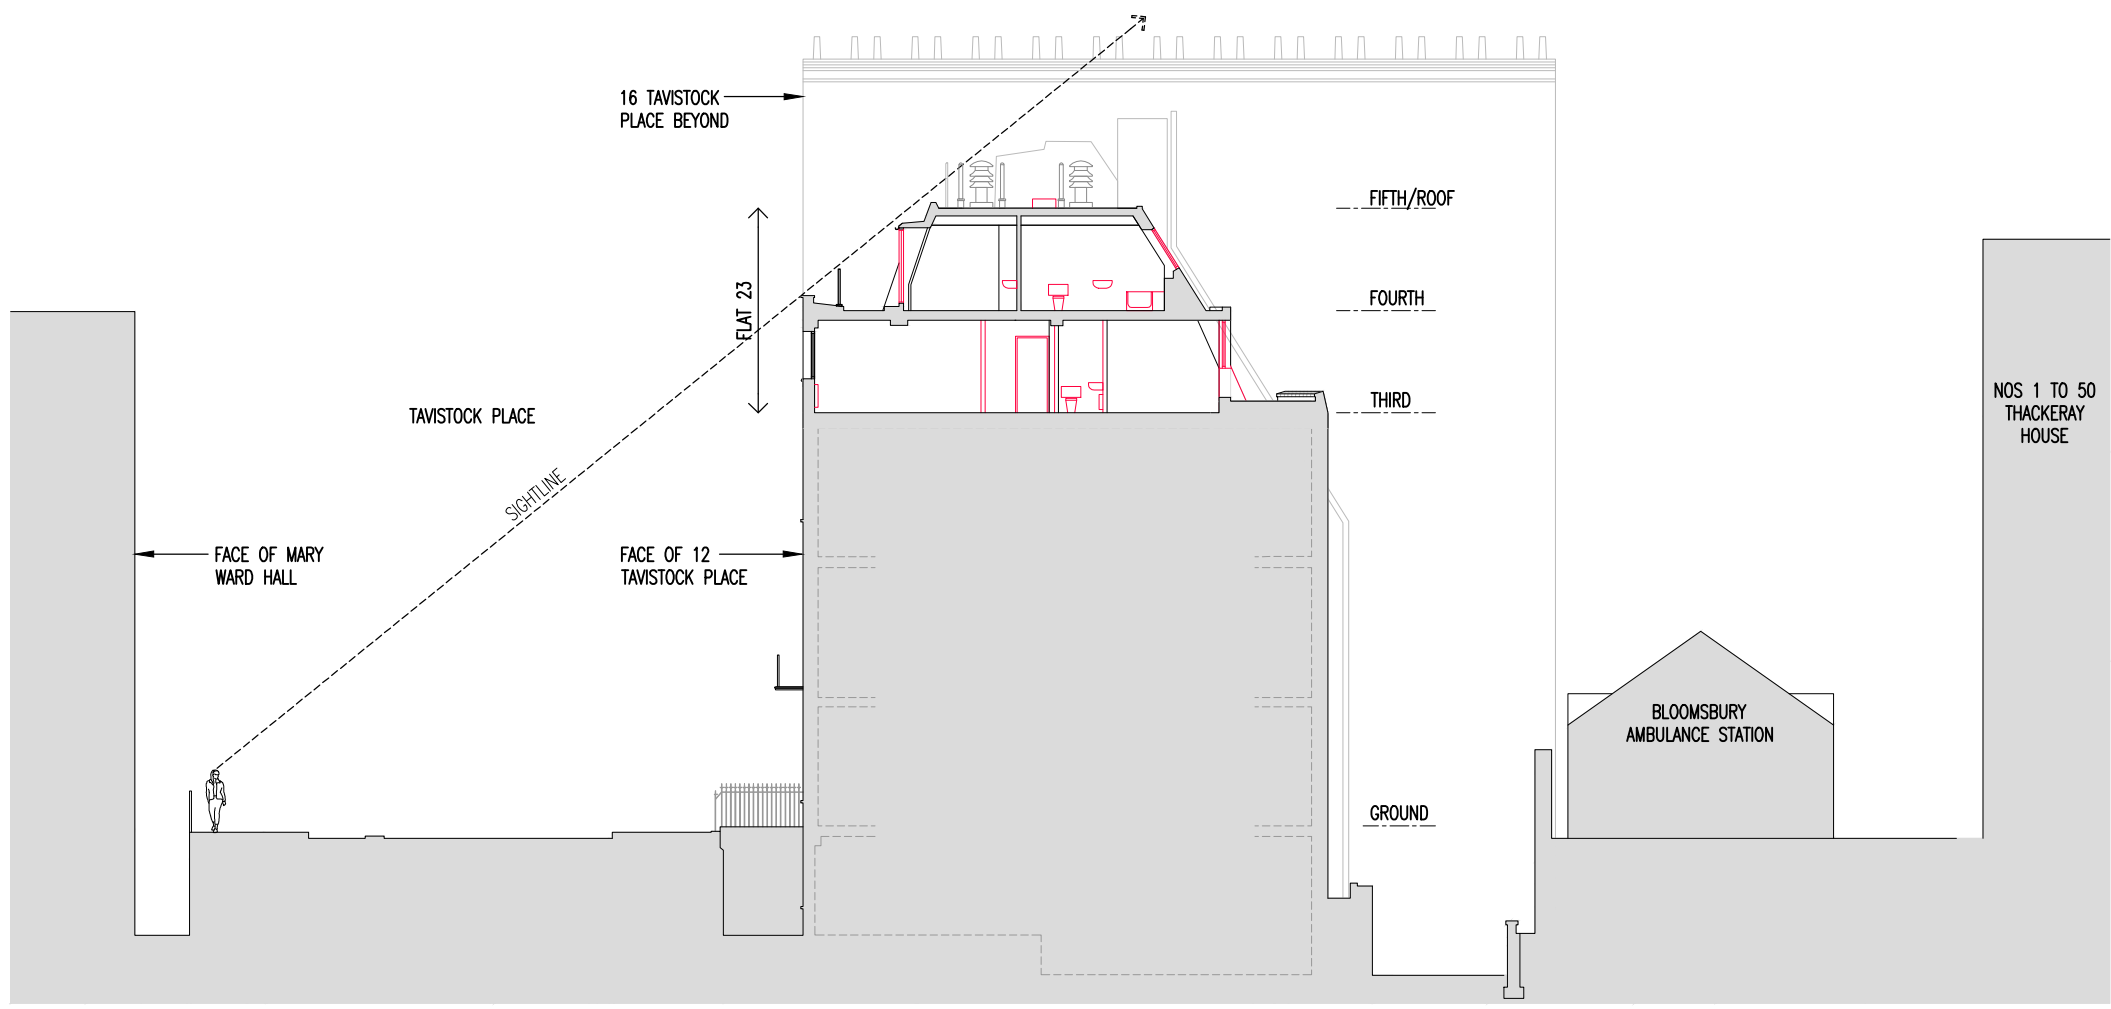 16 TAVISTOCK
PLACE BEYOND
FIFTH/ROOF
FLAT 23
FOURTH
THIRD
NOS 1 TO 50
THACKERAY
HOUSE
TAVISTOCK PLACE
SIGHTLINE
FACE OF MARY
WARD HALL
FACE OF 12
TAVISTOCK PLACE
BLOOMSBURY
AMBULANCE STATION
GROUND